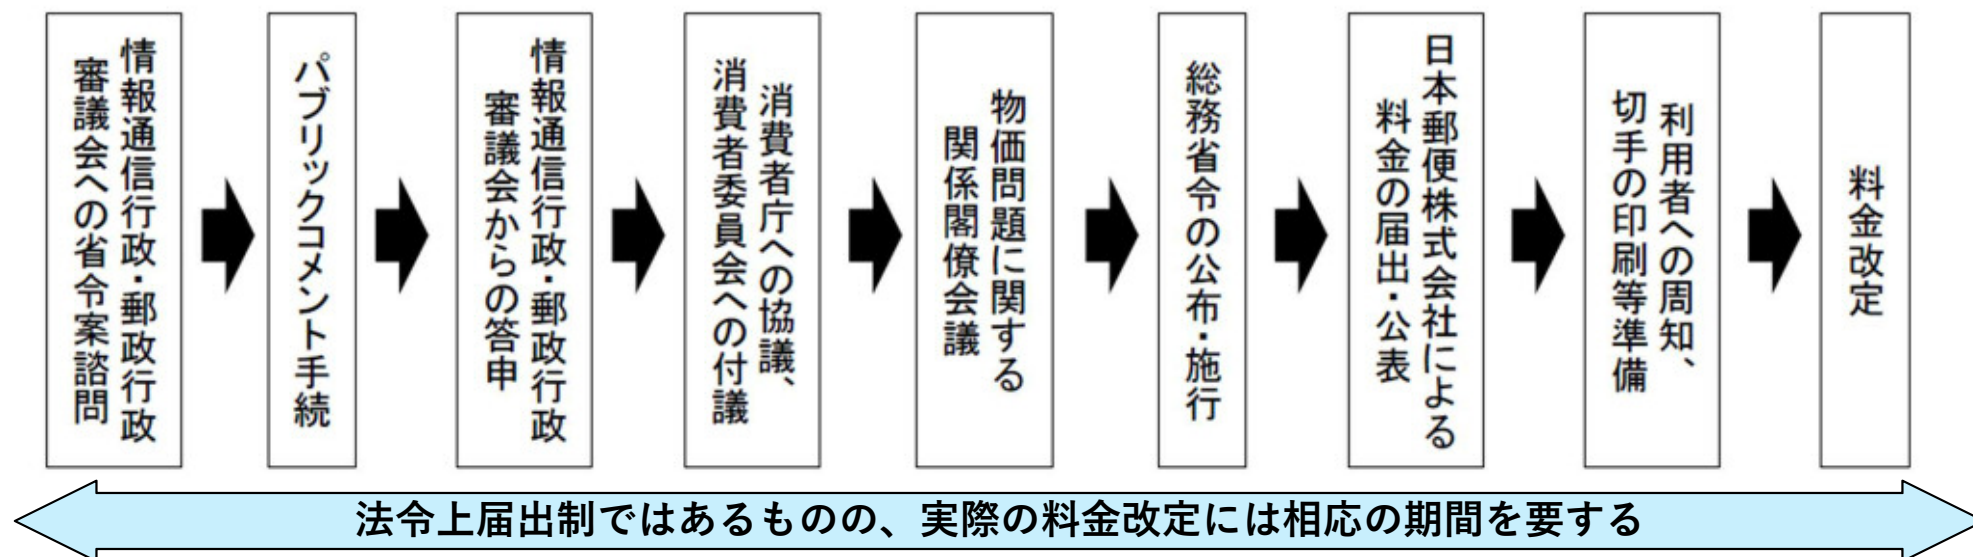 情報通信行政・郵政行政
審議会への省令案諮問
パブリックコメント手続
情報通信行政・郵政行政
審議会からの答申
消費者庁への協議、
消費者委員会への付議
物価問題に関する
関係閣僚会議
総務省令の公布・施行
日本郵便株式会社による
料金の届出・公表
利用者への周知、
切手の印刷等準備
料金改定
法令上届出制ではあるものの、実際の料金改定には相応の期間を要する